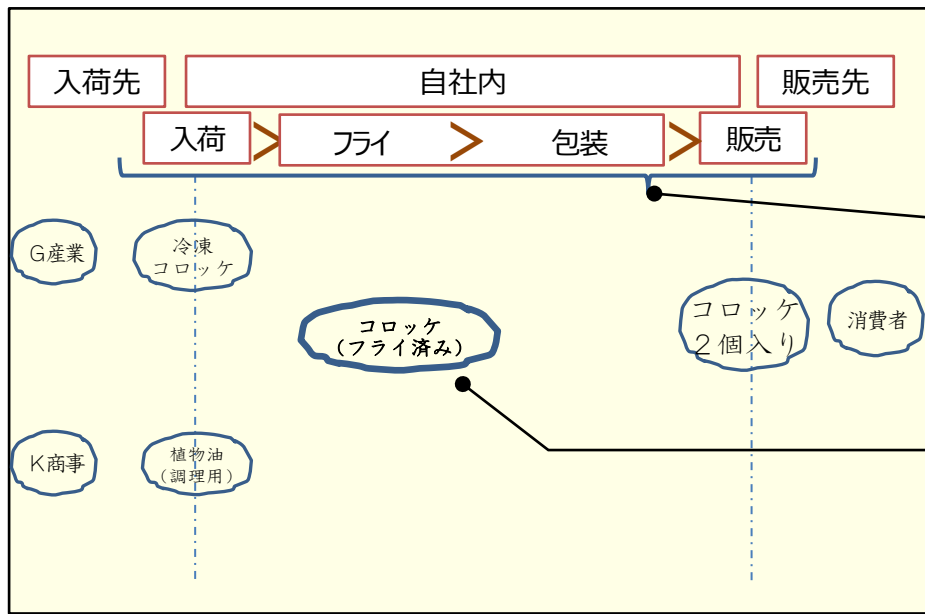 入荷先
自社内
販売先
入荷
フライ
包装
販売
G産業
冷凍
コロッケ
コロッケ
(フライ済み)
コロッケ
2個入り
消費者
K商事
植物油
(調理用)